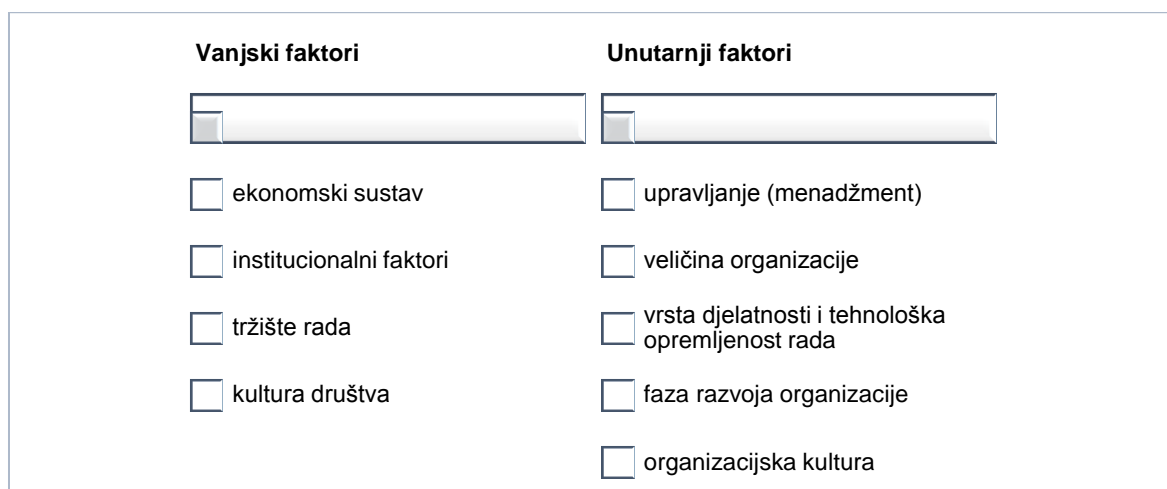 Vanjski faktori
ekonomski sustav
institucionalni faktori
tržište rada
kultura društva
Unutarnji faktori
upravljanje (menadžment)
veličina organizacije
vrsta djelatnosti i tehnološka
opremljenost rada
faza razvoja organizacije
organizacijska kultura